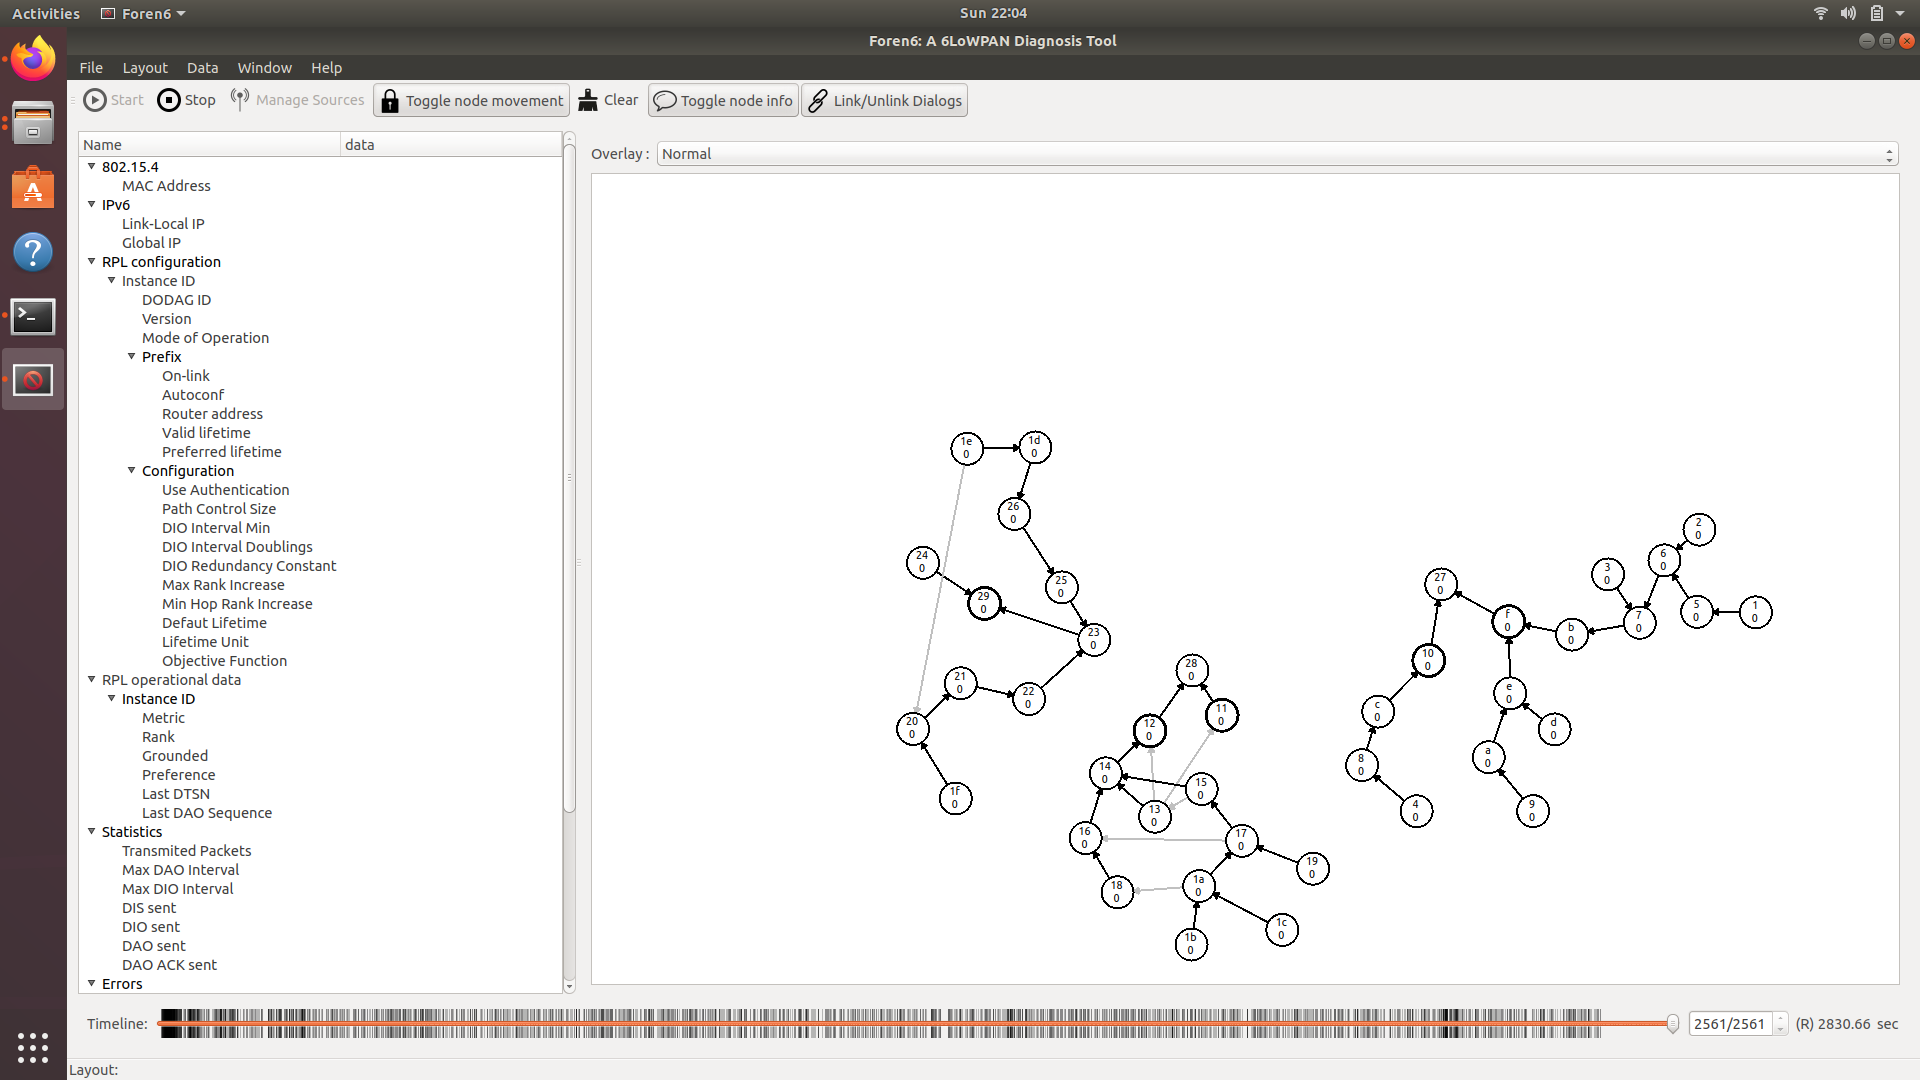 Activities Foren6 Sun 22:04
Foren6: A 6LoWPAN Diagnosis Tool
File Layout Data Window Help
Start Stop Manage Sources Toggle node movement Clear Toggle node info Link/Unlink Dialogs
Name data
802.15.4
MAC Address
IPv6
Link-Local IP
Global IP
RPL configuration
Instance ID
DODAG ID
Version
Mode of Operation
Prefix
On-link
Autoconf
Router address
Valid lifetime
Preferred lifetime
Configuration
Use Authentication
Path Control Size
DIO Interval Min
DIO Interval Doublings
DIO Redundancy Constant
Max Rank Increase
Min Hop Rank Increase
Defaut Lifetime
Lifetime Unit
Objective Function
RPL operational data
Instance ID
Metric
Rank
Grounded
Preference
Last DTSN
Last DAO Sequence
Statistics
Transmited Packets
Max DAO Interval
Max DIO Interval
DIS sent
DIO sent
DAO sent
DAO ACK sent
Errors
Overlay : Normal
1e
0
1d
0
26
0
24
0
29
0
25
0
23
0
21
0
22
0
20
0
1f
0
28
0
12
0
11
0
14
0
15
0
13
0
16
0
17
0
18
0
1a
0
19
0
1b
0
1c
0
27
0
f
0
10
0
b
0
7
0
3
0
6
0
2
0
5
0
1
0
e
0
d
0
c
0
a
0
8
0
4
0
9
0
Timeline: 2561/2561 (R) 2830.66 sec
Layout: